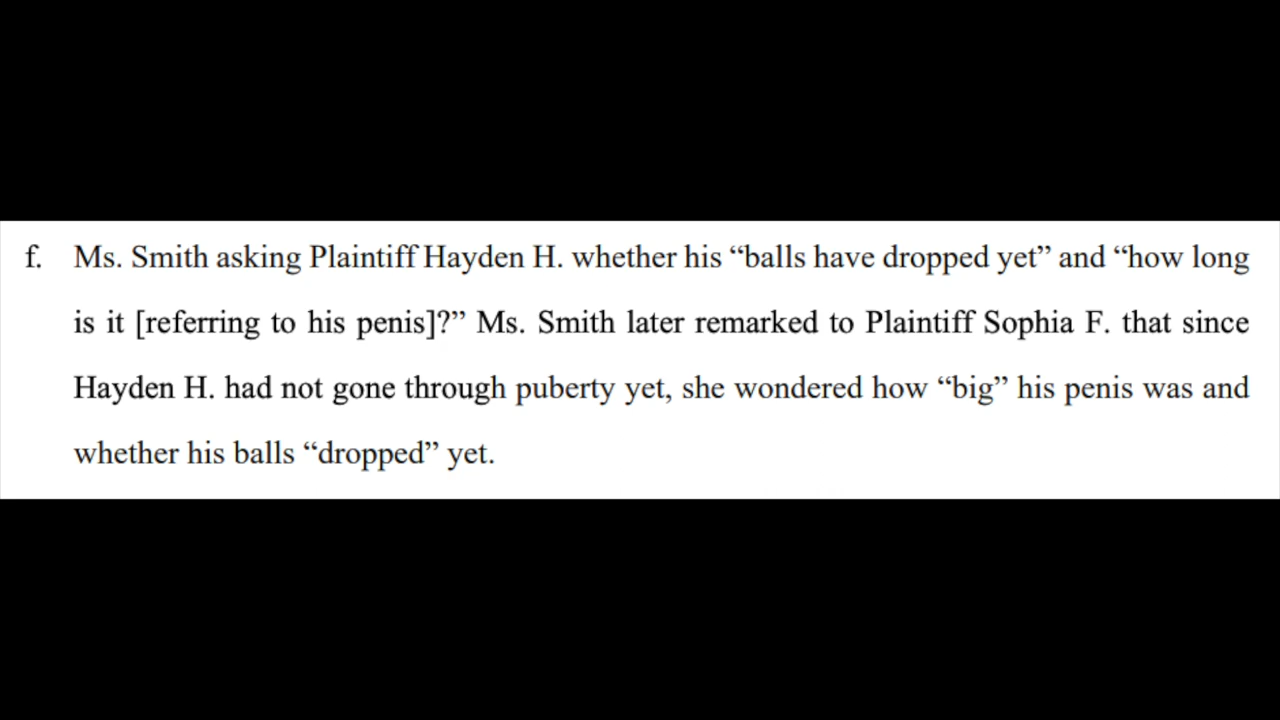 f. Ms. Smith asking Plaintiff Hayden H. whether his “balls have dropped yet” and “how long
is it [referring to his penis]?” Ms. Smith later remarked to Plaintiff Sophia F. that since
Hayden H. had not gone through puberty yet, she wondered how “big” his penis was and
whether his balls “dropped” yet.